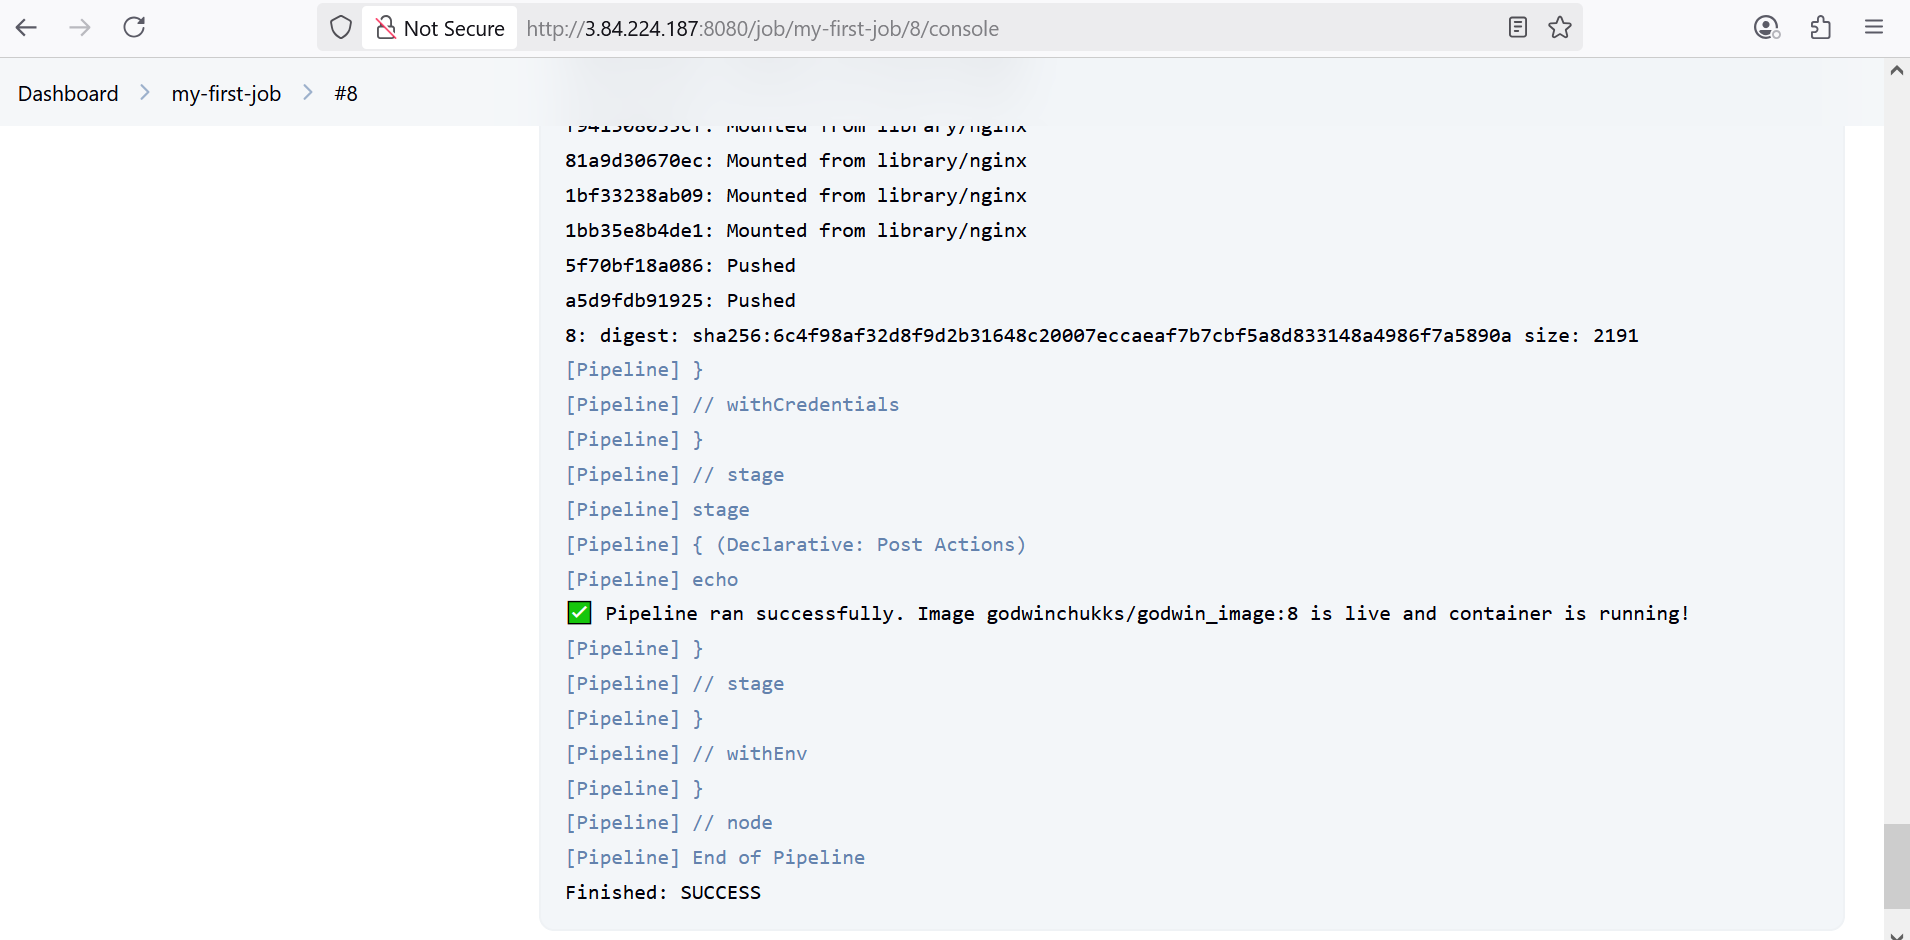 Not Secure http://3.84.224.187:8080/job/my-first-job/8/console
Dashboard my-first-job #8
Mounted from library/nginx
81a9d30670ec: Mounted from library/nginx
1bf33238ab09: Mounted from library/nginx
1bb35e8b4de1: Mounted from library/nginx
5f70bf18a086: Pushed
a5d9fdb91925: Pushed
8: digest: sha256:6c4f98af32d8f9d2b31648c20007eccaeaf7b7cbf5a8d833148a4986f7a5890a size: 2191
[Pipeline] }
[Pipeline] // withCredentials
[Pipeline] }
[Pipeline] // stage
[Pipeline] stage
[Pipeline] { (Declarative: Post Actions)
[Pipeline] echo
✅ Pipeline ran successfully. Image godwinchukks/godwin_image:8 is live and container is running!
[Pipeline] }
[Pipeline] // stage
[Pipeline] }
[Pipeline] // withEnv
[Pipeline] }
[Pipeline] // node
[Pipeline] End of Pipeline
Finished: SUCCESS